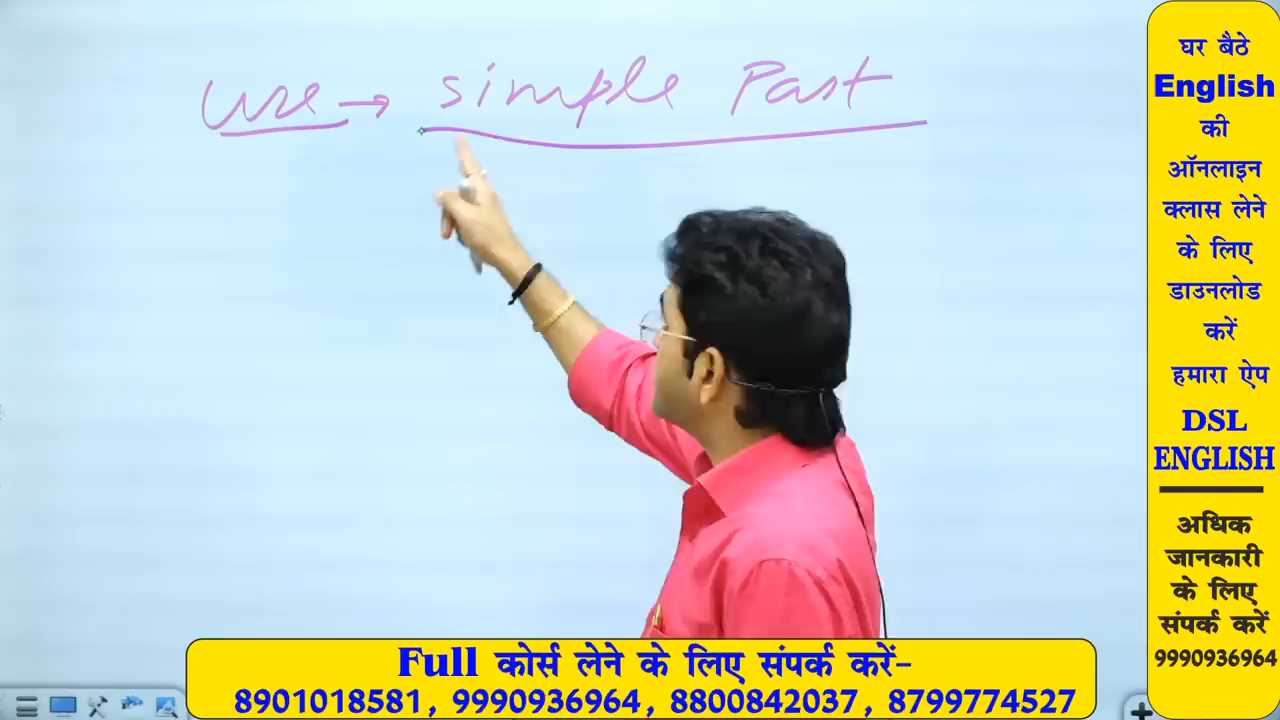 use → simple Past
घर बैठे
English
की
ऑनलाइन
क्लास लेने
के लिए
डाउनलोड
करें
हमारा ऐप
DSL
ENGLISH
अधिक
जानकारी
के लिए
संपर्क करें
9990936964
Full कोर्स लेने के लिए संपर्क करें-
8901018581, 9990936964, 8800842037, 8799774527